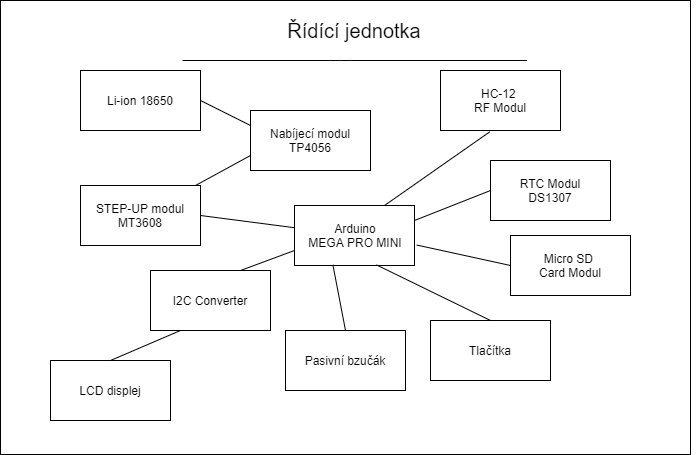 Řídící jednotka
Li-ion 18650
HC-12
RF Modul
Nabíjecí modul
TP4056
RTC Modul
DS1307
STEP-UP modul
MT3608
Arduino
MEGA PRO MINI
Micro SD
Card Modul
I2C Converter
Pasivní bzučák
Tlačítka
LCD displej